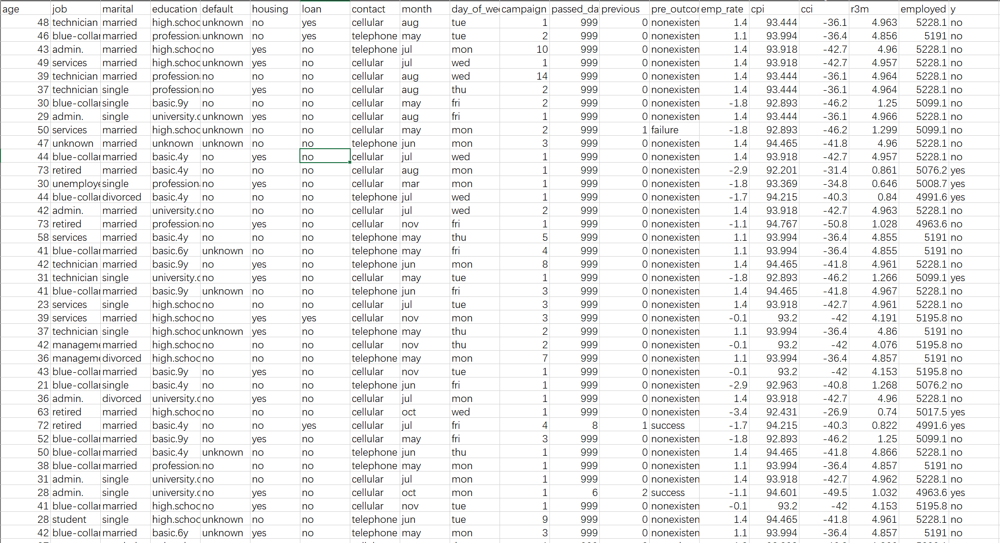 age job marital education default housing loan contact month day_of_we campaign passed_da previous pre_outcor emp_rate cpi cci r3m employed y
48 technician married high.schoo unknown no yes cellular aug tue 1 999 0 nonexisten 1.4 93.444 -36.1 4.963 5228.1 no
46 blue-collar married profession unknown no yes telephone may tue 2 999 0 nonexisten 1.1 93.994 -36.4 4.856 5191 no
43 admin. married high.schoo no yes no telephone jul mon 10 999 0 nonexisten 1.4 93.918 -42.7 4.96 5228.1 no
49 services married high.schoo unknown yes no cellular jul wed 1 999 0 nonexisten 1.4 93.918 -42.7 4.957 5228.1 no
39 technician married profession no no no cellular aug wed 14 999 0 nonexisten 1.4 93.444 -36.1 4.964 5228.1 no
37 technician single profession no yes no cellular aug thu 2 999 0 nonexisten 1.4 93.444 -36.1 4.964 5228.1 no
30 blue-collar single basic.9y no no no cellular may fri 2 999 0 nonexisten -1.8 92.893 -46.2 1.25 5099.1 no
29 admin. single university.c unknown yes no cellular aug fri 1 999 0 nonexisten 1.4 93.444 -36.1 4.966 5228.1 no
50 services married high.schoo unknown no no cellular may mon 2 999 1 failure -1.8 92.893 -46.2 1.299 5099.1 no
47 unknown married unknown unknown no no telephone jun mon 3 999 0 nonexisten 1.4 94.465 -41.8 4.96 5228.1 no
44 blue-collar married basic.4y no yes no cellular jul wed 1 999 0 nonexisten 1.4 93.918 -42.7 4.957 5228.1 no
73 retired married basic.4y no no no cellular aug mon 1 999 0 nonexisten -2.9 92.201 -31.4 0.861 5076.2 yes
30 unemploye single profession no yes no cellular mar mon 1 999 0 nonexisten -1.8 93.369 -34.8 0.646 5008.7 yes
44 blue-collar divorced basic.4y no no no telephone jul wed 1 999 0 nonexisten -1.7 94.215 -40.3 0.84 4991.6 yes
42 admin. married university.c no no no cellular jul wed 2 999 0 nonexisten 1.4 93.918 -42.7 4.963 5228.1 no
73 retired married profession no yes no cellular nov fri 1 999 0 nonexisten -1.1 94.767 -50.8 1.028 4963.6 no
58 services married basic.4y no no no telephone may thu 5 999 0 nonexisten 1.1 93.994 -36.4 4.855 5191 no
41 blue-collar married basic.6y unknown no no telephone may fri 4 999 0 nonexisten 1.1 93.994 -36.4 4.855 5191 no
42 technician married basic.9y no yes no telephone jun mon 8 999 0 nonexisten 1.4 94.465 -41.8 4.961 5228.1 no
31 technician single university.c no yes no cellular may tue 1 999 0 nonexisten -1.8 92.893 -46.2 1.266 5099.1 yes
41 blue-collar married basic.9y unknown no no telephone jun fri 3 999 0 nonexisten 1.4 94.465 -41.8 4.967 5228.1 no
23 services single high.schoo no no no cellular jul tue 3 999 0 nonexisten 1.4 93.918 -42.7 4.961 5228.1 no
39 services married high.schoo no yes yes cellular nov mon 3 999 0 nonexisten -0.1 93.2 -42 4.191 5195.8 no
37 technician single high.schoo unknown yes no telephone may thu 2 999 0 nonexisten 1.1 93.994 -36.4 4.86 5191 no
42 manageme married high.schoo no no no cellular nov thu 2 999 0 nonexisten -0.1 93.2 -42 4.076 5195.8 no
36 manageme divorced high.schoo no no no telephone may mon 7 999 0 nonexisten 1.1 93.994 -36.4 4.857 5191 no
43 blue-collar married basic.9y no yes no cellular nov tue 1 999 0 nonexisten -0.1 93.2 -42 4.153 5195.8 no
21 blue-collar single basic.4y no no no telephone jun fri 1 999 0 nonexisten -2.9 92.963 -40.8 1.268 5076.2 no
36 admin. divorced university.c no yes no cellular jul mon 1 999 0 nonexisten 1.4 93.918 -42.7 4.96 5228.1 no
63 retired married high.schoo no no no cellular oct wed 1 999 0 nonexisten -3.4 92.431 -26.9 0.74 5017.5 yes
72 retired married basic.4y no no yes cellular jul fri 4 8 1 success -1.7 94.215 -40.3 0.822 4991.6 yes
52 blue-collar married basic.9y no yes no cellular may fri 3 999 0 nonexisten -1.8 92.893 -46.2 1.25 5099.1 no
50 blue-collar married basic.4y unknown no no telephone jun thu 1 999 0 nonexisten 1.4 94.465 -41.8 4.866 5228.1 no
38 blue-collar married profession no no no telephone may mon 1 999 0 nonexisten 1.1 93.994 -36.4 4.857 5191 no
31 admin. single university.c no no no cellular jul mon 1 999 0 nonexisten 1.4 93.918 -42.7 4.962 5228.1 no
28 admin. single university.c no yes no cellular oct mon 1 6 2 success -1.1 94.601 -49.5 1.032 4963.6 yes
41 blue-collar married high.schoo no yes no cellular nov tue 1 999 0 nonexisten -0.1 93.2 -42 4.153 5195.8 no
28 student single high.schoo unknown no no telephone jun tue 9 999 0 nonexisten 1.4 94.465 -41.8 4.961 5228.1 no
42 blue-collar married basic.6y unknown yes no telephone may mon 3 999 0 nonexisten 1.1 93.994 -36.4 4.857 5191 no